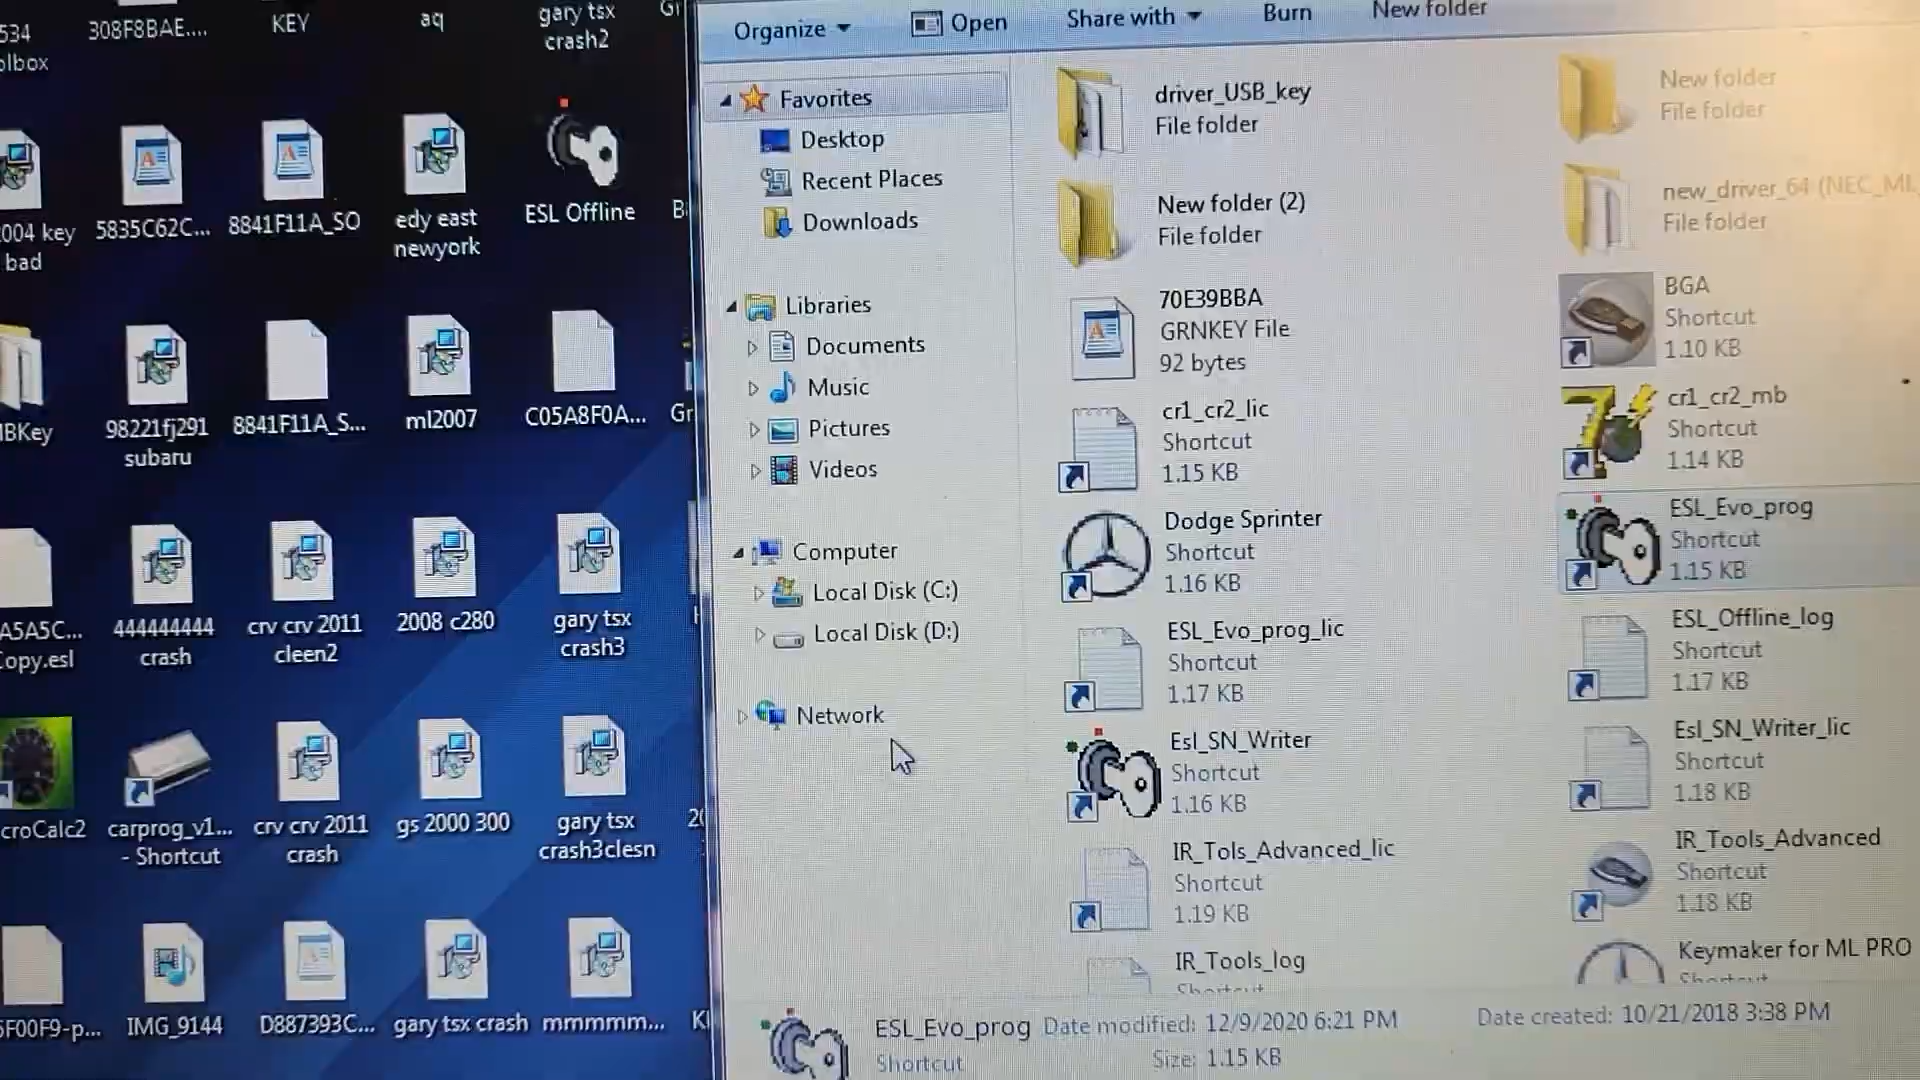 534
olbox
308F8BAE....
KEY
aq
gary tsx
crash2
004 key
bad
5835C62C...
8841F11A_SO
edy east
newyork
ESL Offline
98221fj291
subaru
8841F11A_S...
ml2007
C05A8F0A...
444444444
crash
crv crv 2011
cleen2
2008 c280
gary tsx
crash3
A5A5C...
opy.esl
croCalc2
carprog_v1...
- Shortcut
crv crv 2011
crash
gs 2000 300
gary tsx
crash3clesn
5F00F9-p...
IMG_9144
D887393C...
gary tsx crash
mmmmm...
Organize
Open
Share with
Burn
New folder
Favorites
Desktop
Recent Places
Downloads
Libraries
Documents
Music
Pictures
Videos
Computer
Local Disk (C:)
Local Disk (D:)
Network
driver_USB_key
File folder
New folder
File folder
New folder (2)
File folder
new_driver_64 (NEC_ML
File folder
70E39BBA
GRNKEY File
92 bytes
BGA
Shortcut
1.10 KB
cr1_cr2_lic
Shortcut
1.15 KB
cr1_cr2_mb
Shortcut
1.14 KB
Dodge Sprinter
Shortcut
1.16 KB
ESL_Evo_prog
Shortcut
1.15 KB
ESL_Evo_prog_lic
Shortcut
1.17 KB
ESL_Offline_log
Shortcut
1.17 KB
Esl_SN_Writer
Shortcut
1.16 KB
Esl_SN_Writer_lic
Shortcut
1.18 KB
IR_Tols_Advanced_lic
Shortcut
1.19 KB
IR_Tools_Advanced
Shortcut
1.18 KB
IR_Tools_log
Shortcut
Keymaker for ML PRO
Shortcut
ESL_Evo_prog Date modified: 12/9/2020 6:21 PM
Date created: 10/21/2018 3:38 PM
Shortcut
Size: 1.15 KB